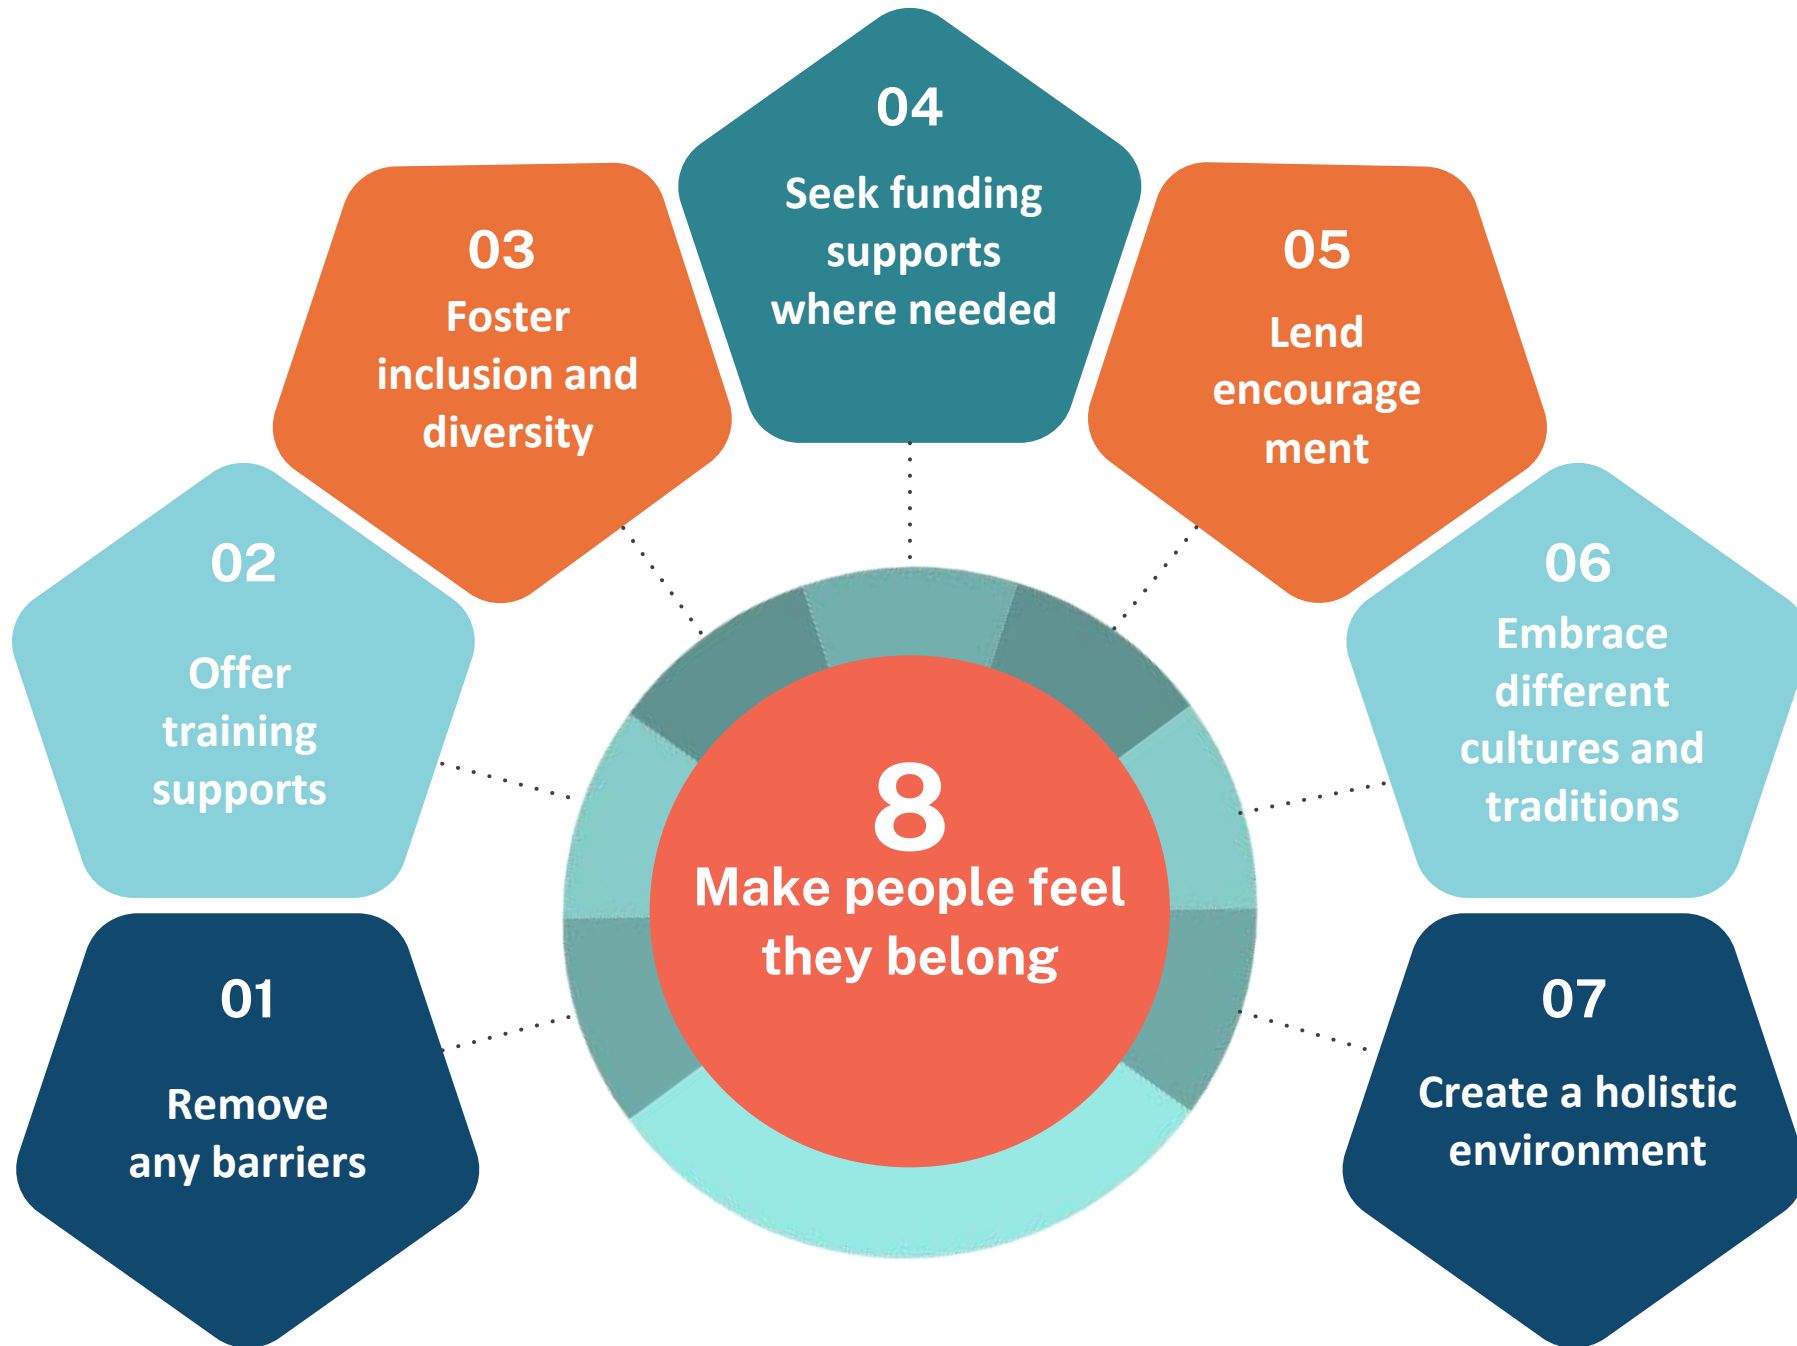 01
Remove
any barriers
02
Offer
training
supports
03
Foster
inclusion and
diversity
04
Seek funding
supports
where needed
05
Lend
encourage
ment
06
Embrace
different
cultures and
traditions
07
Create a holistic
environment
8
Make people feel
they belong